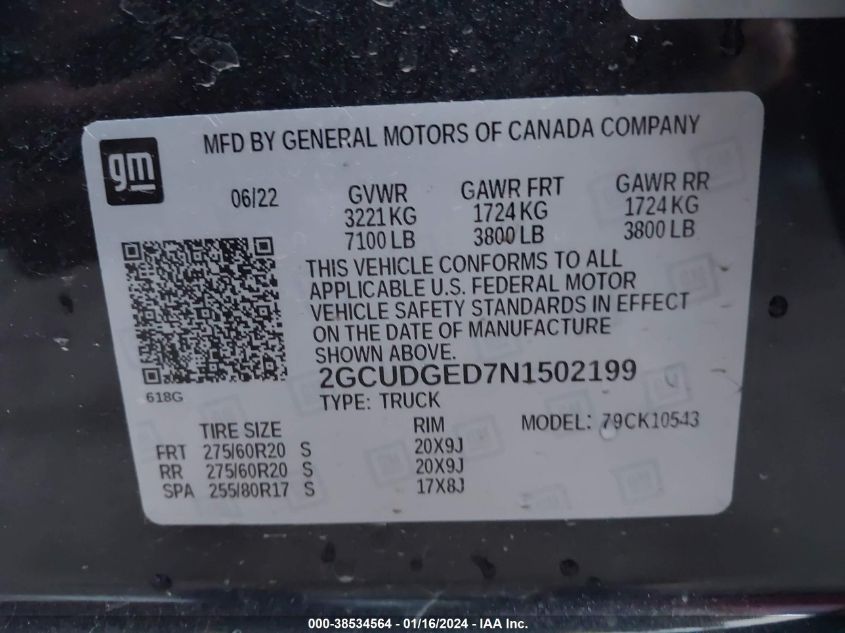 MFD BY GENERAL MOTORS OF CANADA COMPANY
gm
06/22 GVWR GAWR FRT GAWR RR
3221 KG 1724 KG 1724 KG
7100 LB 3800 LB 3800 LB
THIS VEHICLE CONFORMS TO ALL
APPLICABLE U.S. FEDERAL MOTOR
VEHICLE SAFETY STANDARDS IN EFFECT
ON THE DATE OF MANUFACTURE
SHOWN ABOVE.
2GCUDGED7N1502199
618G
TYPE: TRUCK MODEL: 79CK10543
TIRE SIZE RIM
FRT 275/60R20 S 20X9J
RR 275/60R20 S 20X9J
SPA 255/80R17 S 17X8J
000-38534564 - 01/16/2024 - IAA Inc.